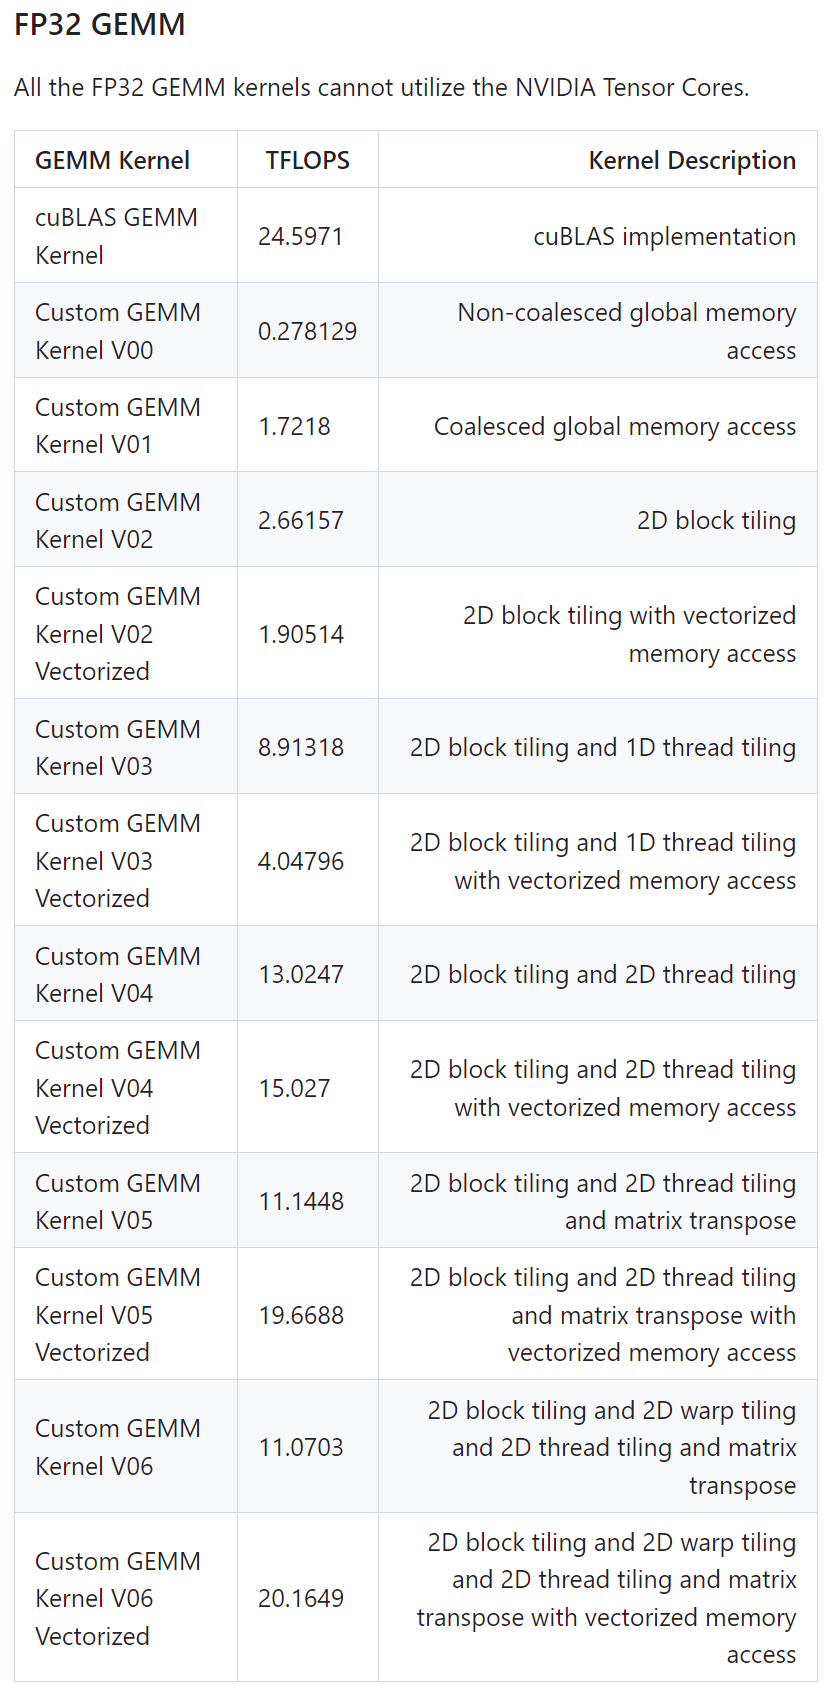 FP32 GEMM
All the FP32 GEMM kernels cannot utilize the NVIDIA Tensor Cores.
GEMM Kernel TFLOPS Kernel Description
cuBLAS GEMM
Kernel
24.5971
cuBLAS implementation
Custom GEMM
Kernel V00
0.278129
Non-coalesced global memory
access
Custom GEMM
Kernel V01
1.7218
Coalesced global memory access
Custom GEMM
Kernel V02
2.66157
2D block tiling
Custom GEMM
Kernel V02
Vectorized
1.90514
2D block tiling with vectorized
memory access
Custom GEMM
Kernel V03
8.91318
2D block tiling and 1D thread tiling
Custom GEMM
Kernel V03
Vectorized
4.04796
2D block tiling and 1D thread tiling
with vectorized memory access
Custom GEMM
Kernel V04
13.0247
2D block tiling and 2D thread tiling
Custom GEMM
Kernel V04
Vectorized
15.027
2D block tiling and 2D thread tiling
with vectorized memory access
Custom GEMM
Kernel V05
11.1448
2D block tiling and 2D thread tiling
and matrix transpose
Custom GEMM
Kernel V05
Vectorized
19.6688
2D block tiling and 2D thread tiling
and matrix transpose with
vectorized memory access
Custom GEMM
Kernel V06
11.0703
2D block tiling and 2D warp tiling
and 2D thread tiling and matrix
transpose
Custom GEMM
Kernel V06
Vectorized
20.1649
2D block tiling and 2D warp tiling
and 2D thread tiling and matrix
transpose with vectorized memory
access